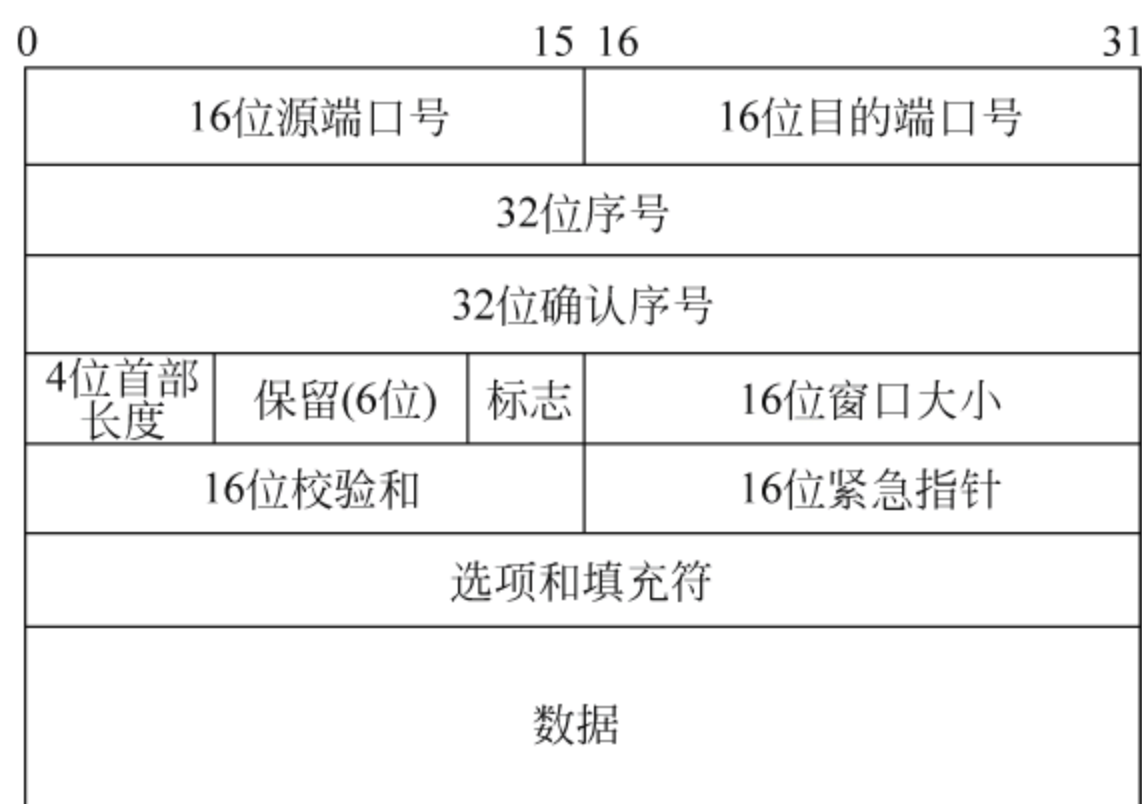 0 15 16 31
16位源端口号 16位目的端口号
32位序号
32位确认序号
4位首部
长度 保留(6位) 标志 16位窗口大小
16位校验和 16位紧急指针
选项和填充符
数据